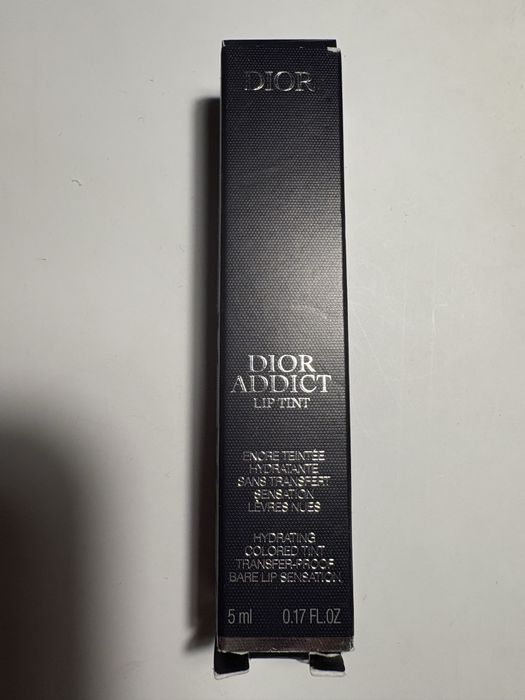 DIOR
DIOR
ADDICT
LIP TINT
ENCRE TEINTÉE
HYDRATANTE
SANS TRANSFERT
SENSATION
LÈVRES NUES
HYDRATING
COLORED TINT
TRANSFER-PROOF
BARE LIP SENSATION
5 ml 0.17 FL.OZ